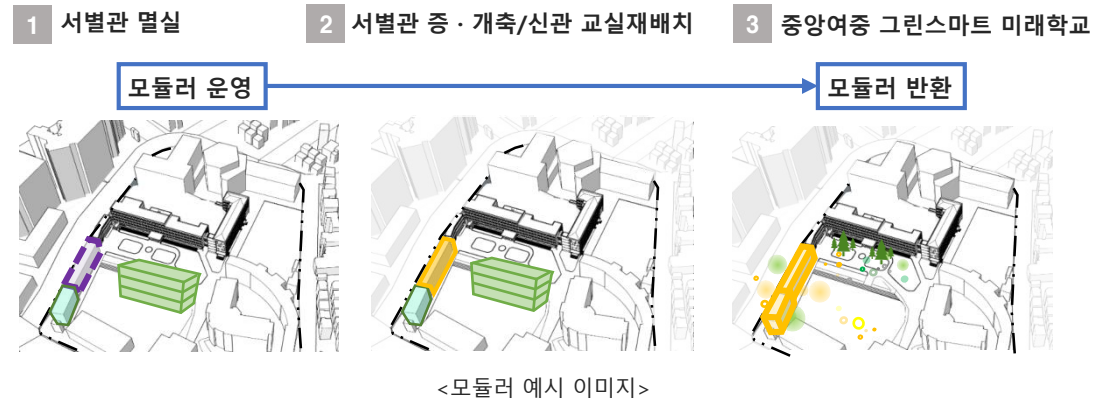 1 서별관 멸실
2 서별관 증 · 개축/신관 교실재배치
3 중앙여중 그린스마트 미래학교
모듈러 운영
모듈러 반환
<모듈러 예시 이미지>